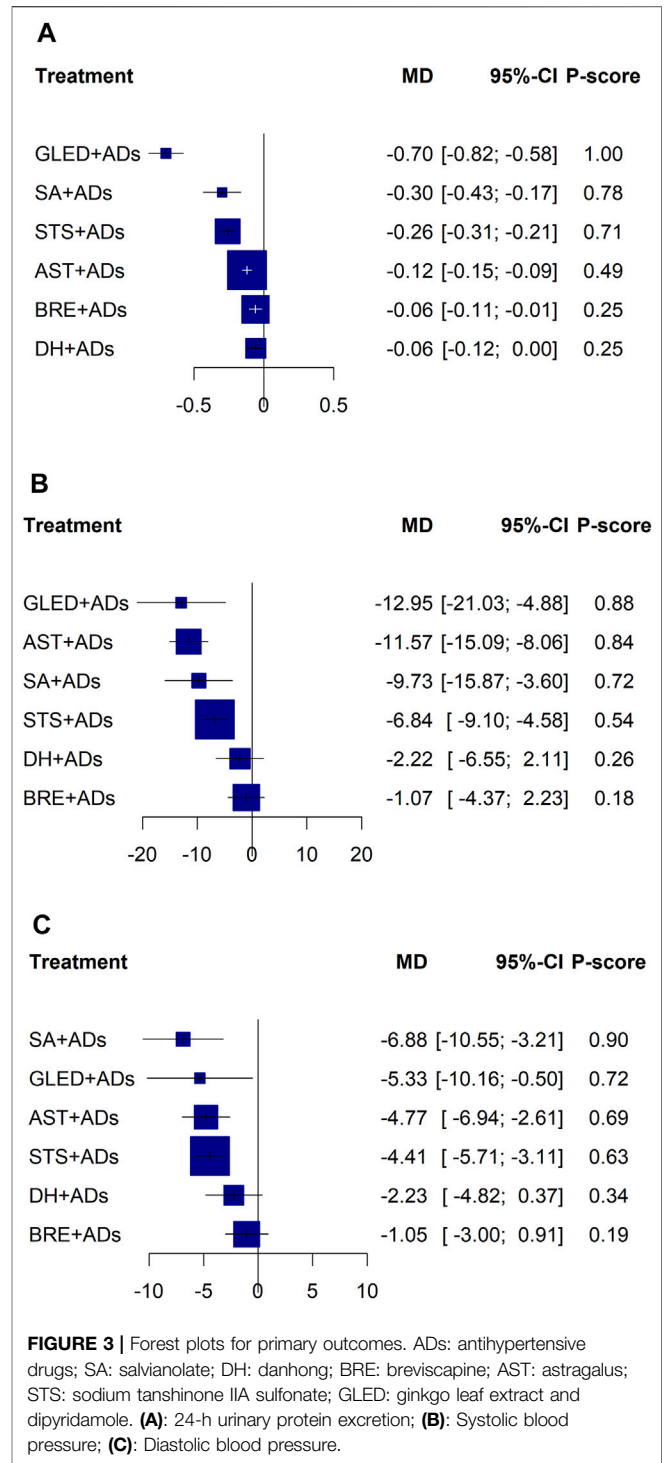 A
Treatment MD 95%-CI P-score
GLED+ADs -0.70 [-0.82; -0.58] 1.00
SA+ADs -0.30 [-0.43; -0.17] 0.78
STS+ADs -0.26 [-0.31; -0.21] 0.71
AST+ADs -0.12 [-0.15; -0.09] 0.49
BRE+ADs -0.06 [-0.11; -0.01] 0.25
DH+ADs -0.06 [-0.12; 0.00] 0.25
-0.5 0 0.5
B
Treatment MD 95%-CI P-score
GLED+ADs -12.95 [-21.03; -4.88] 0.88
AST+ADs -11.57 [-15.09; -8.06] 0.84
SA+ADs -9.73 [-15.87; -3.60] 0.72
STS+ADs -6.84 [ -9.10; -4.58] 0.54
DH+ADs -2.22 [ -6.55; 2.11] 0.26
BRE+ADs -1.07 [ -4.37; 2.23] 0.18
-20 -10 0 10 20
C
Treatment MD 95%-CI P-score
SA+ADs -6.88 [-10.55; -3.21] 0.90
GLED+ADs -5.33 [-10.16; -0.50] 0.72
AST+ADs -4.77 [ -6.94; -2.61] 0.69
STS+ADs -4.41 [ -5.71; -3.11] 0.63
DH+ADs -2.23 [ -4.82; 0.37] 0.34
BRE+ADs -1.05 [ -3.00; 0.91] 0.19
-10 -5 0 5 10
FIGURE 3 | Forest plots for primary outcomes. ADs: antihypertensive
drugs; SA: salvianolate; DH: danhong; BRE: breviscapine; AST: astragalus;
STS: sodium tanshinone IIA sulfonate; GLED: ginkgo leaf extract and
dipyridamole. (A): 24-h urinary protein excretion; (B): Systolic blood
pressure; (C): Diastolic blood pressure.